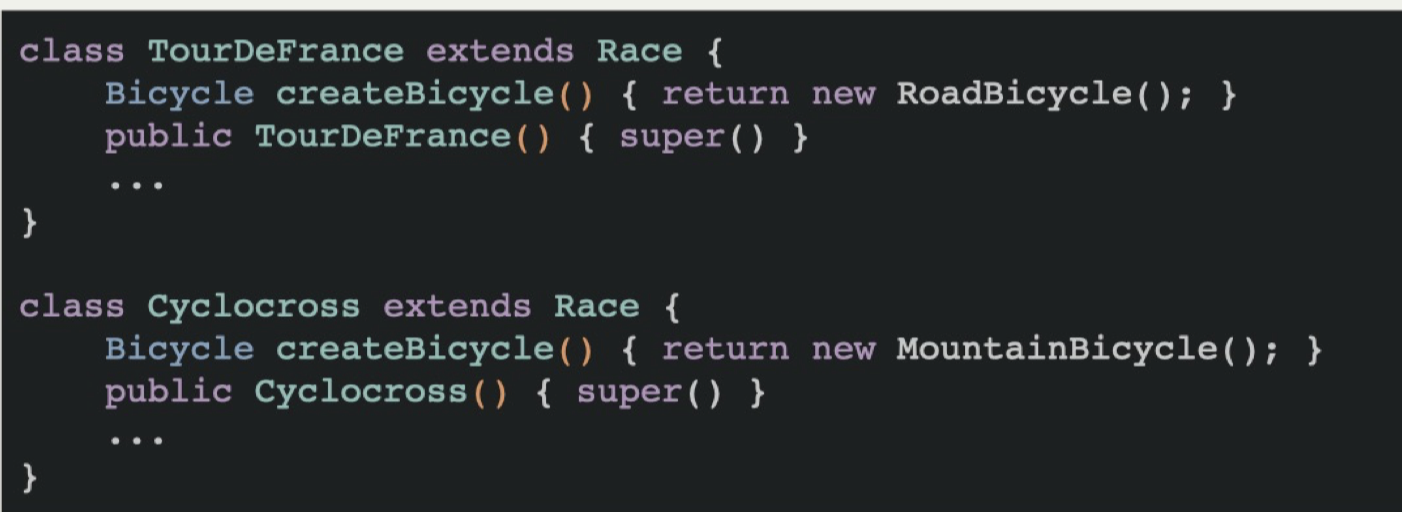 class TourDeFrance extends Race {
    Bicycle createBicycle() { return new RoadBicycle(); }
    public TourDeFrance() { super() }
    ...
}

class Cyclocross extends Race {
    Bicycle createBicycle() { return new MountainBicycle(); }
    public Cyclocross() { super() }
    ...
}